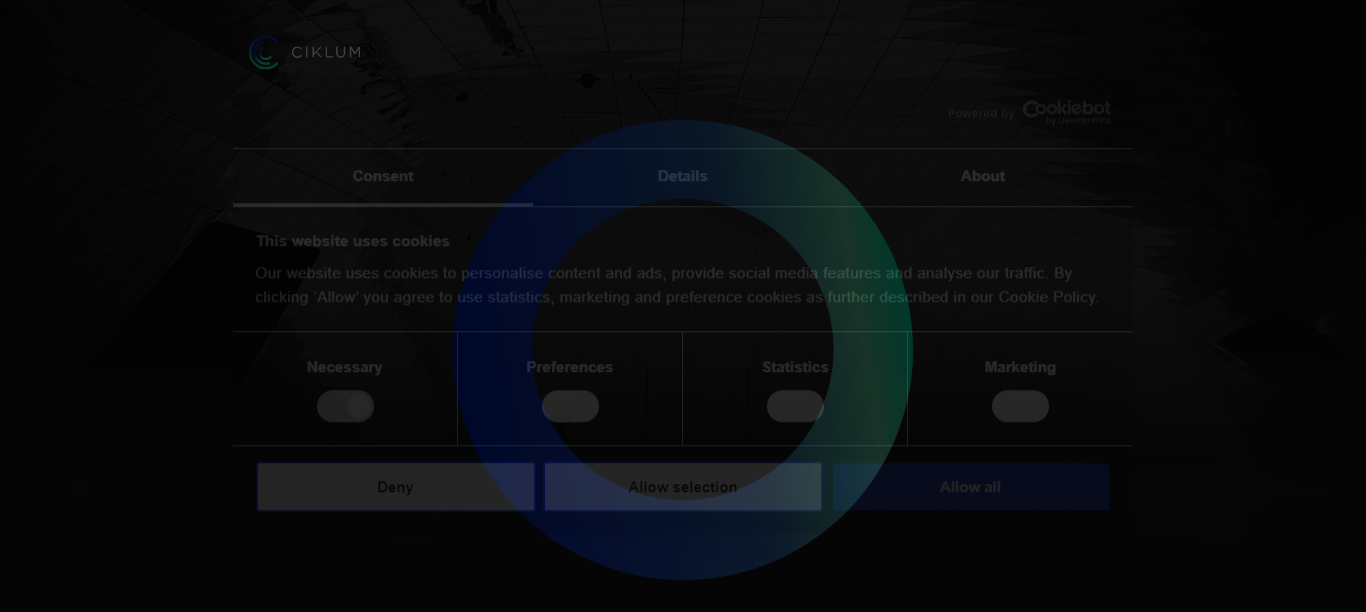 CIKLUM
Powered by Cookiebot
by Usercentrics
Consent Details About
This website uses cookies
Our website uses cookies to personalise content and ads, provide social media features and analyse our traffic. By
clicking 'Allow' you agree to use statistics, marketing and preference cookies as further described in our Cookie Policy.
Necessary Preferences Statistics Marketing
Deny Allow selection Allow all